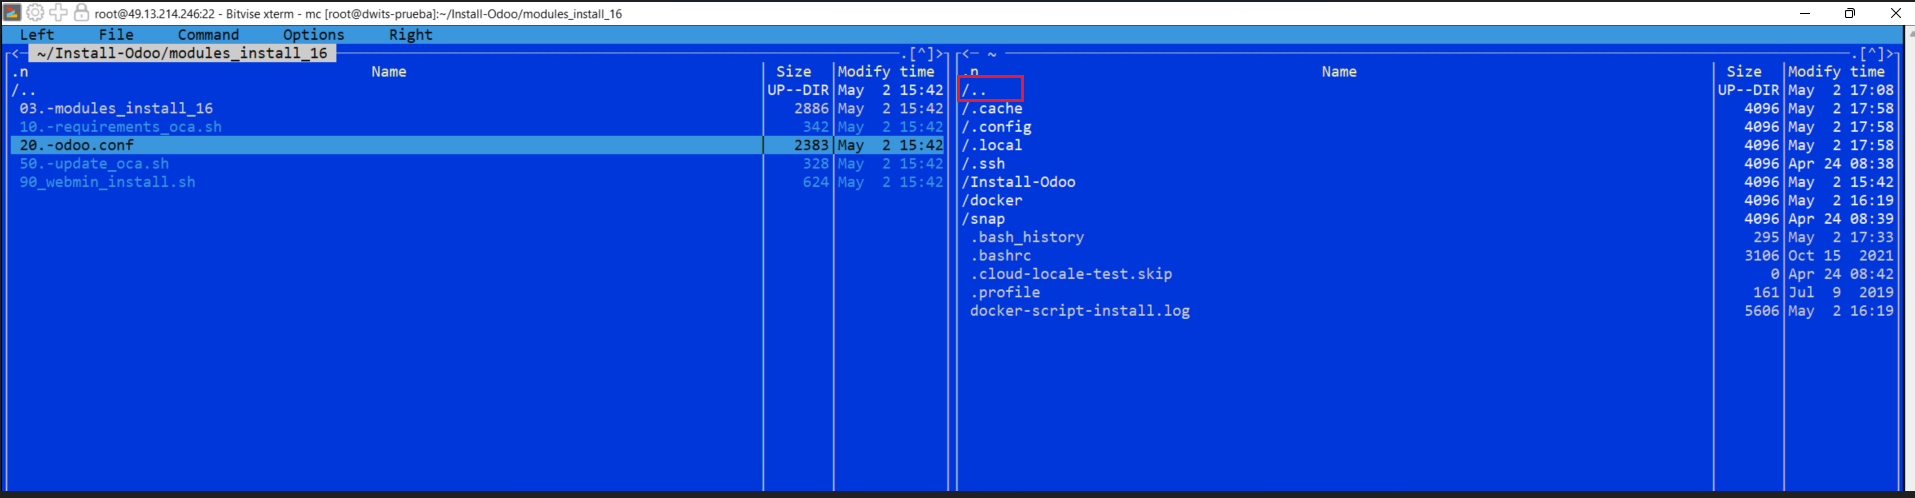 root@49.13.214.246:22 - Bitvise xterm - mc [root@dwits-prueba]:~/Install-Odoo/modules_install_16
Left File Command Options Right
<─ ~/Install-Odoo/modules_install_16 .[^]>
.n Name Size Modify time
/.. UP--DIR May 2 15:42
03.-modules_install_16 2886 May 2 15:42
10.-requirements_oca.sh 342 May 2 15:42
20.-odoo.conf 2383 May 2 15:42
50.-update_oca.sh 328 May 2 15:42
90_webmin_install.sh 624 May 2 15:42
<─ ~ .[^]>
.n Name Size Modify time
/.. UP--DIR May 2 17:08
/.cache 4096 May 2 17:58
/.config 4096 May 2 17:58
/.local 4096 May 2 17:58
/.ssh 4096 Apr 24 08:38
/Install-Odoo 4096 May 2 15:42
/docker 4096 May 2 16:19
/snap 4096 Apr 24 08:39
.bash_history 295 May 2 17:33
.bashrc 3106 Oct 15 2021
.cloud-locale-test.skip 0 Apr 24 08:42
.profile 161 Jul 9 2019
docker-script-install.log 5606 May 2 16:19